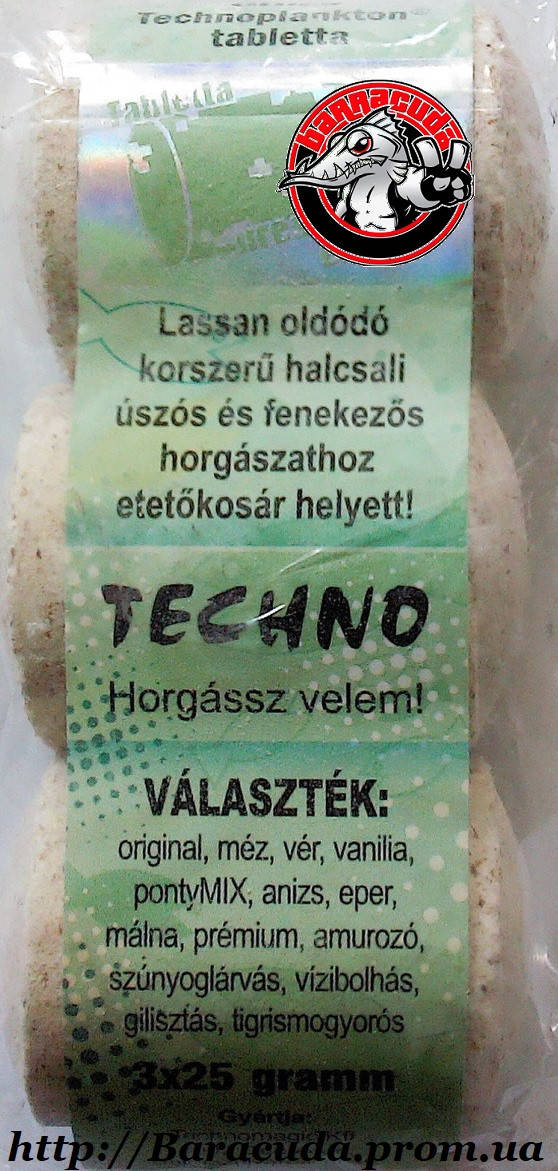 Technoplankton®
tabletta
Tabletta
barracuda
Lassan oldódó
korszerű halcsali
úszós és fenekezős
horgászathoz
etetőkosár helyett!
TECHNO
Horgássz velem!
VÁLASZTÉK:
original, méz, vér, vanilia,
pontyMIX, anizs, eper,
málna, prémium, amurozó,
szúnyoglárvás, vízibolhás,
gilisztás, tigrismogyorós
3x25 gramm
Gyártja:
Technomagic Kft
http://Baracuda.prom.ua